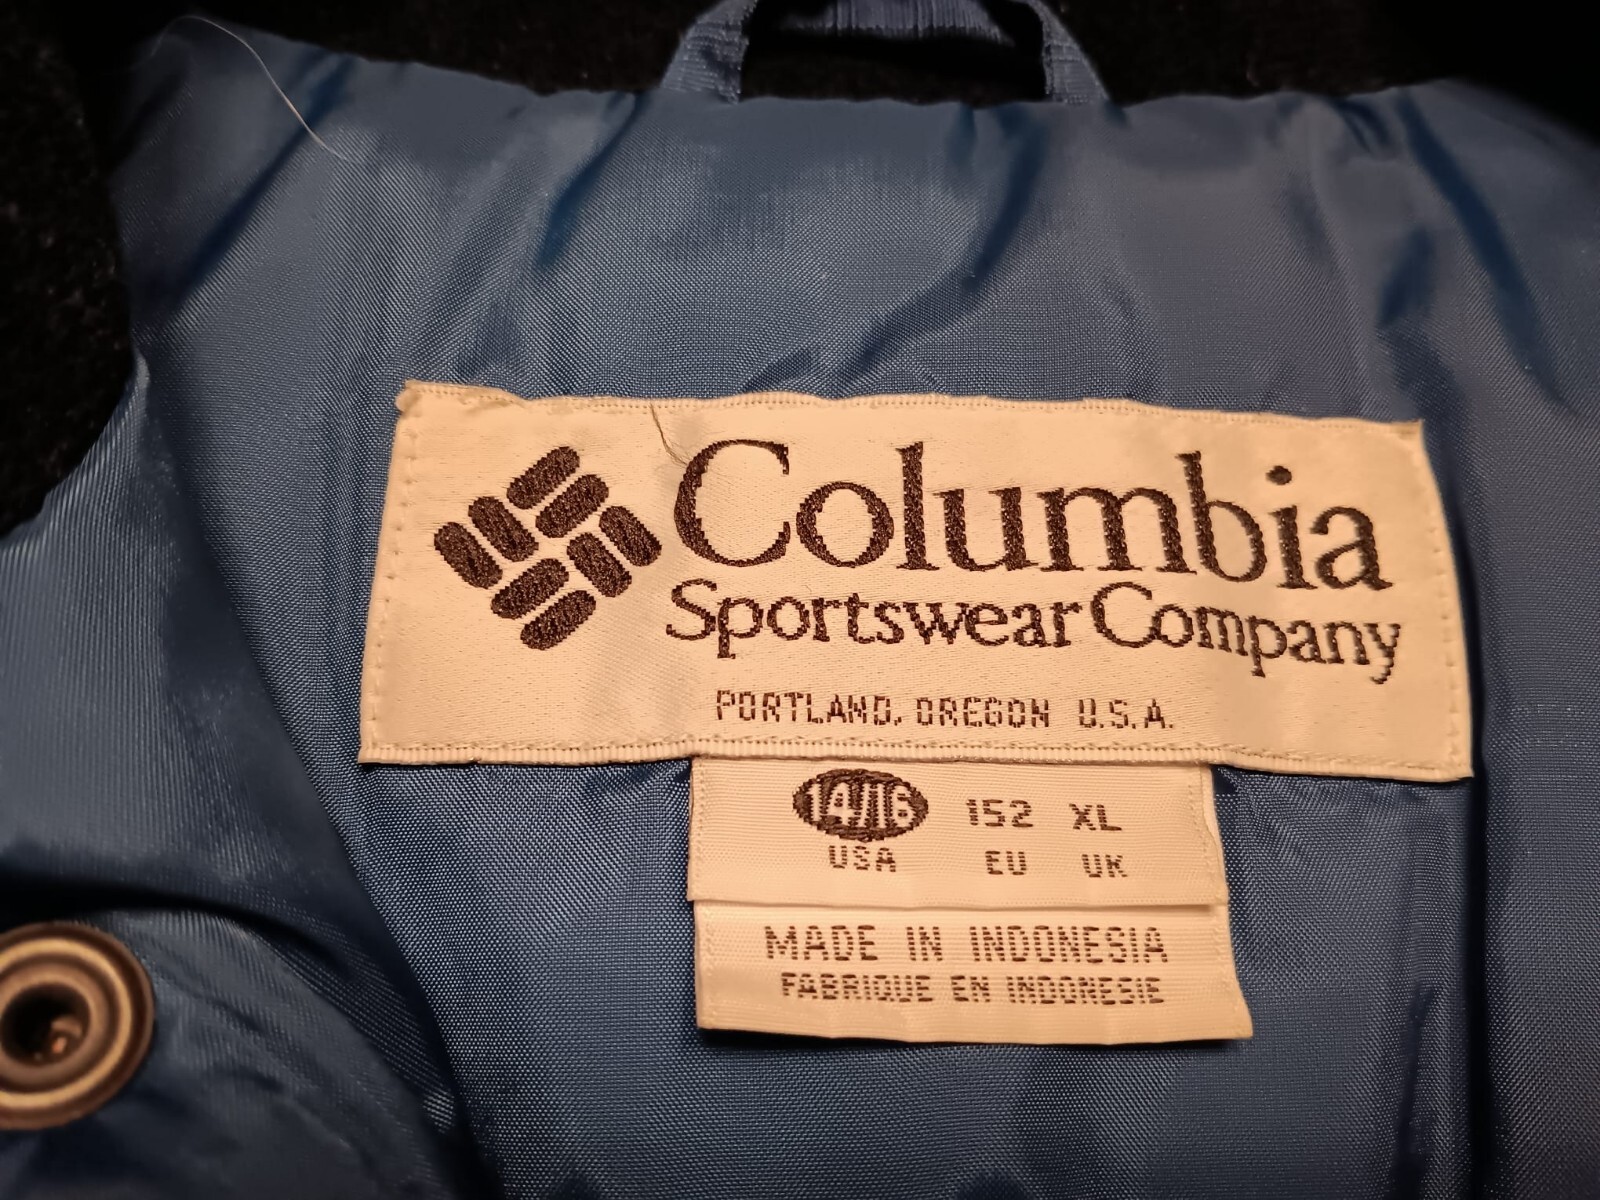 Columbia
Sportswear Company
PORTLAND, OREGON U.S.A.
14/16 152 XL
USA EU UK
MADE IN INDONESIA
FABRIQUE EN INDONESIE